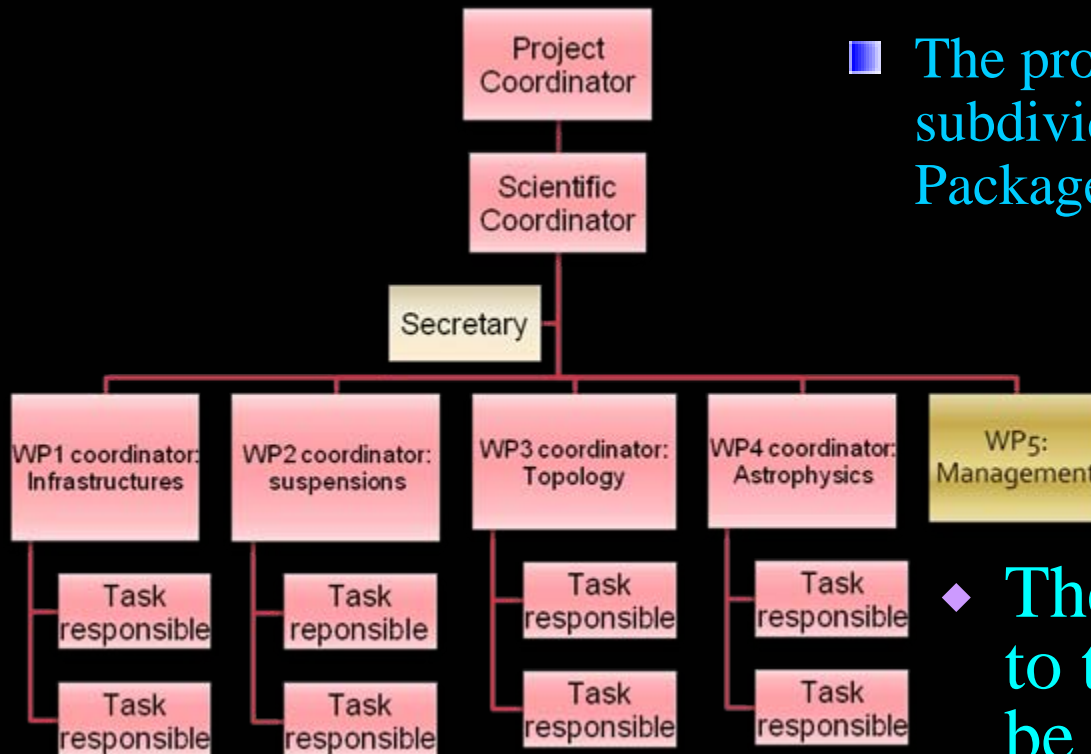 Project
Coordinator
Scientific
Coordinator
Secretary
WP1 coordinator:
Infrastructures
WP2 coordinator:
suspensions
WP3 coordinator:
Topology
WP4 coordinator:
Astrophysics
WP5:
Management
Task
responsible
Task
responsible
Task
reponsible
Task
responsible
Task
responsible
Task
responsible
Task
responsible
Task
responsible
The
Package
The
to
be